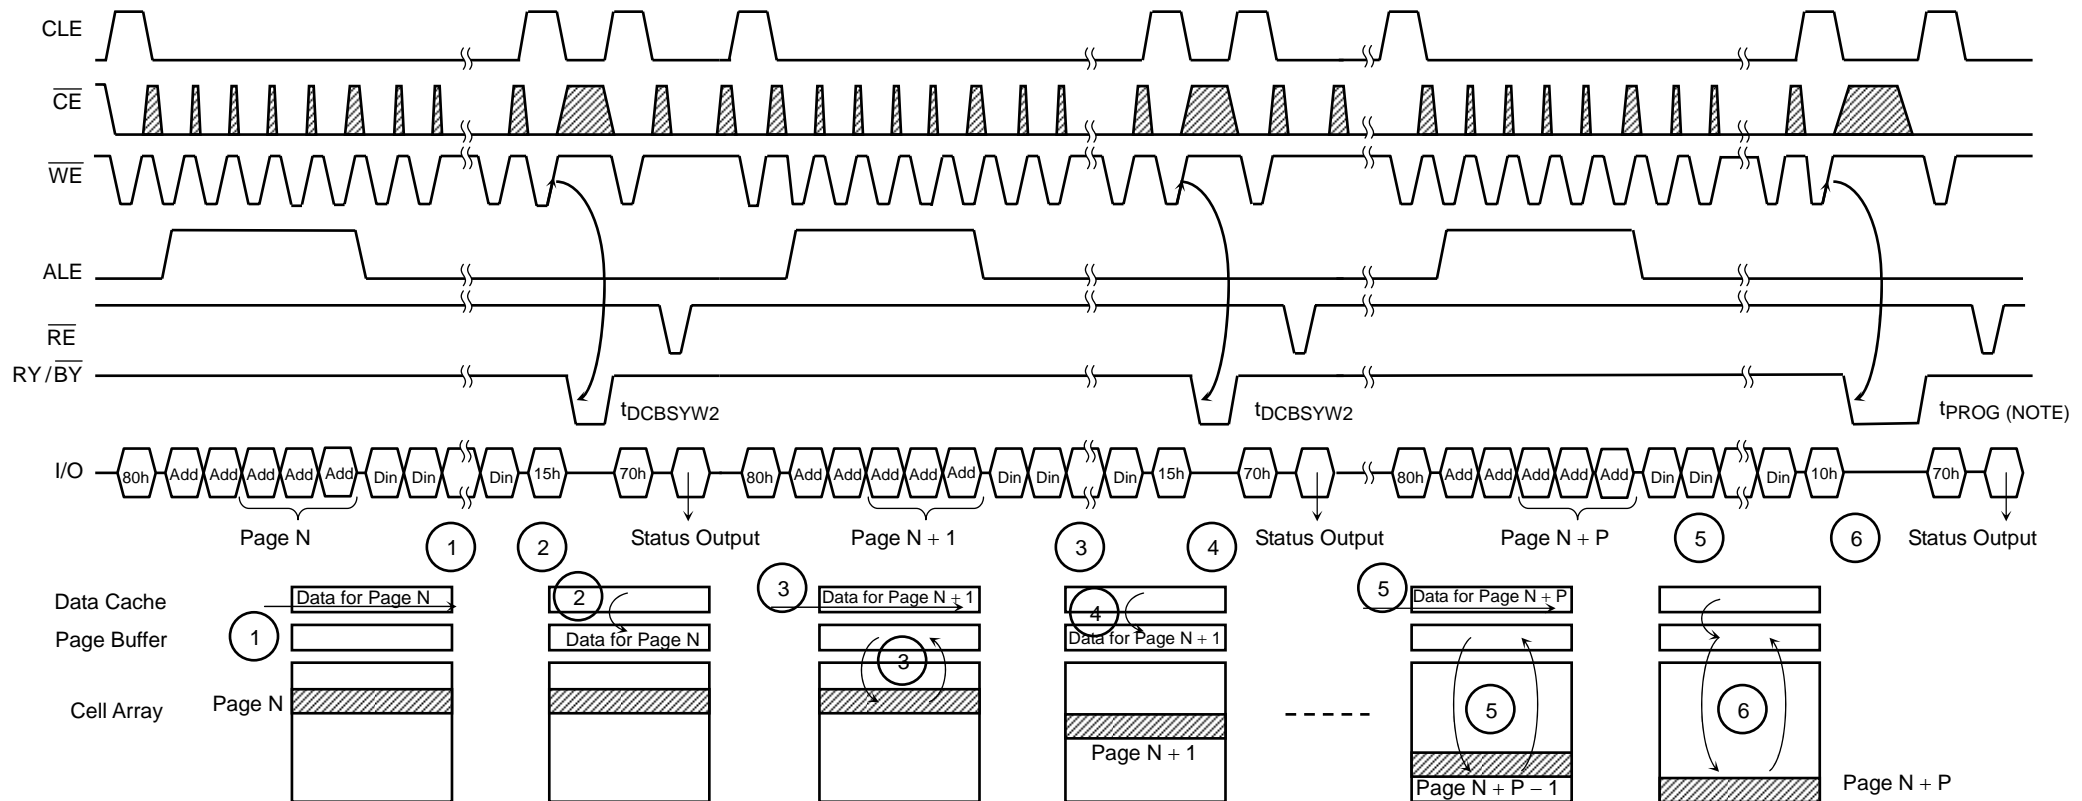 CLE
CE
WE
ALE
RE
RY/BY
tDCBSYW2 tDCBSYW2 tPROG (NOTE)
I/O 80h Add Add Add Add Add Din Din Din 15h 70h 80h Add Add Add Add Add Din Din Din 15h 70h 80h Add Add Add Add Add Din Din Din 10h 70h
Page N 1 2 Status Output Page N + 1 3 4 Status Output Page N + P 5 6 Status Output
Data Cache Data for Page N 2 3 Data for Page N + 1 4 5 Data for Page N + P
Page Buffer 1 Data for Page N 3 Data for Page N + 1
Cell Array Page N 5 6
Page N + 1
Page N + P − 1 Page N + P